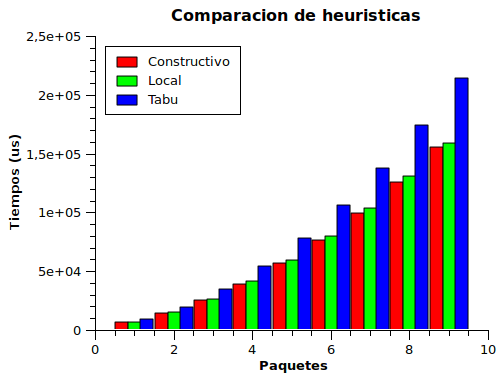 Comparacion de heuristicas
2,5e+05
2e+05
1,5e+05
1e+05
5e+04
0
Tiempos (us)
Constructivo
Local
Tabu
0 2 4 6 8 10
Paquetes